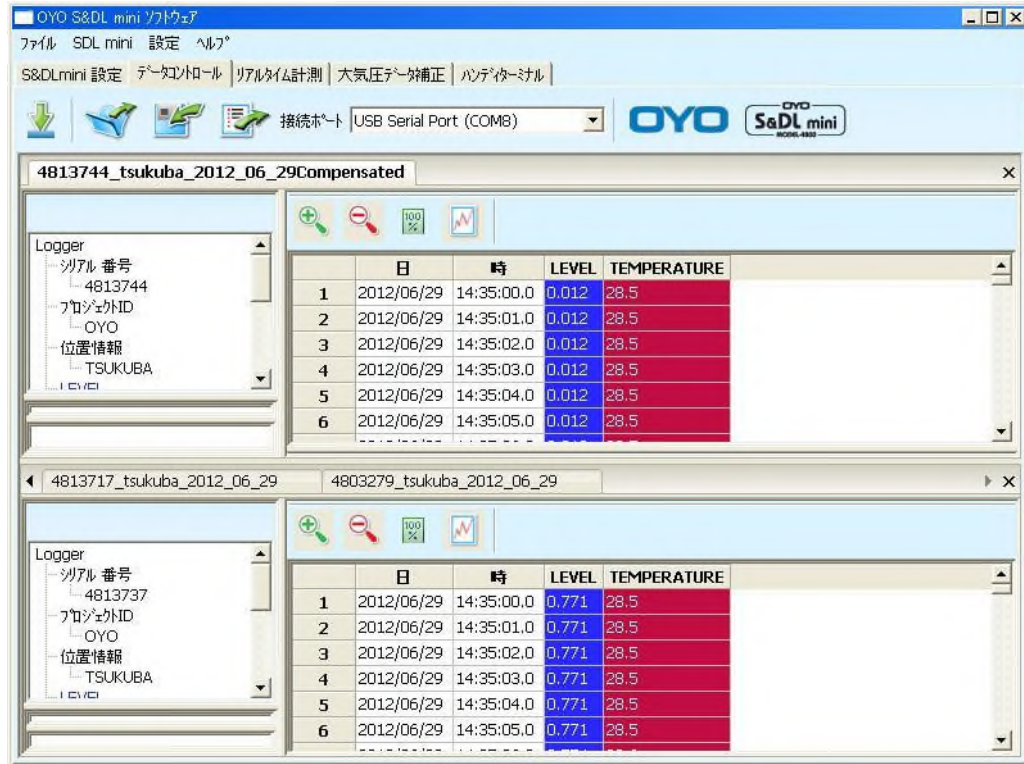 OYO S&DL mini ソフトウェア
ファイル SDL mini 設定 ヘルプ
S&DLmini 設定 データコントロール リアルタイム計測 大気圧データ補正 ハンディターミナル
接続ポート USB Serial Port (COM8) OYO OYO S&DL mini
4813744_tsukuba_2012_06_29Compensated
Logger
シリアル 番号
4813744
プロジェクトID
OYO
位置情報
TSUKUBA
LEVEL
100 %
日 時 LEVEL TEMPERATURE
1 2012/06/29 14:35:00.0 0.012 28.5
2 2012/06/29 14:35:01.0 0.012 28.5
3 2012/06/29 14:35:02.0 0.012 28.5
4 2012/06/29 14:35:03.0 0.012 28.5
5 2012/06/29 14:35:04.0 0.012 28.5
6 2012/06/29 14:35:05.0 0.012 28.5
4813717_tsukuba_2012_06_29 4803279_tsukuba_2012_06_29
Logger
シリアル 番号
4813737
プロジェクトID
OYO
位置情報
TSUKUBA
LEVEL
100 %
日 時 LEVEL TEMPERATURE
1 2012/06/29 14:35:00.0 0.771 28.5
2 2012/06/29 14:35:01.0 0.771 28.5
3 2012/06/29 14:35:02.0 0.771 28.5
4 2012/06/29 14:35:03.0 0.771 28.5
5 2012/06/29 14:35:04.0 0.771 28.5
6 2012/06/29 14:35:05.0 0.771 28.5